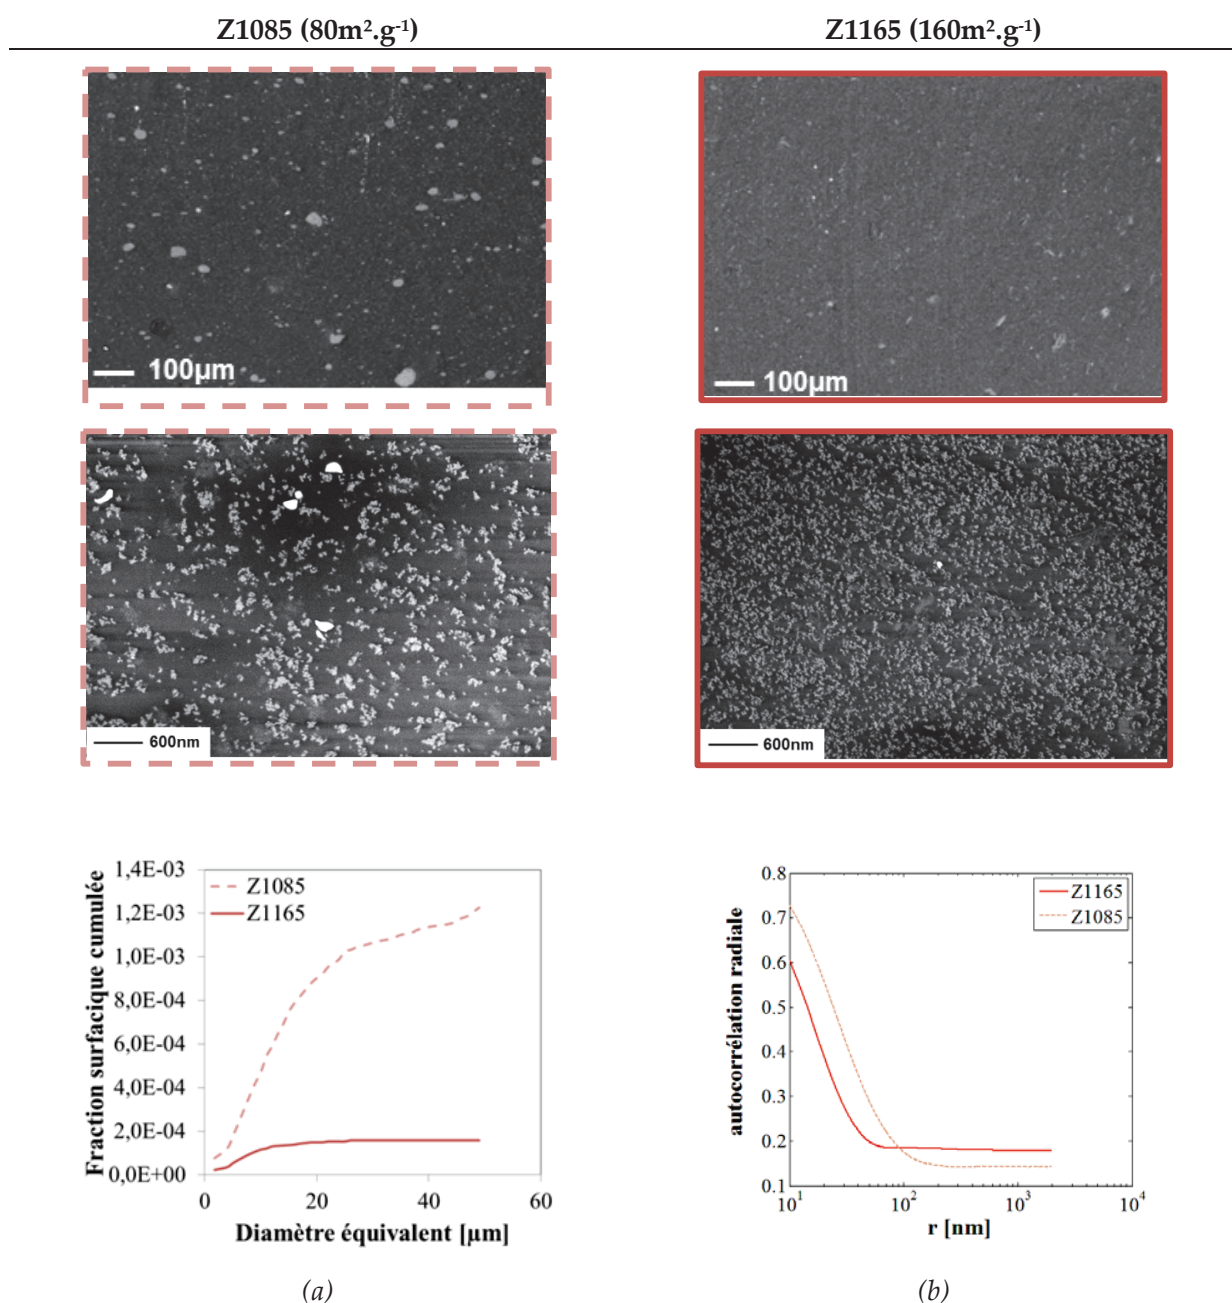 Z1085 (80m².g⁻¹) Z1165 (160m².g⁻¹)
100µm 100µm
600nm 600nm
1,4E-03
1,2E-03
1,0E-03
8,0E-04
6,0E-04
4,0E-04
2,0E-04
0,0E+00
Fraction surfacique cumulée
Z1085
Z1165
0 20 40 60
Diamètre équivalent [µm]
(a)
0.8
0.7
0.6
0.5
0.4
0.3
0.2
0.1
autocorrélation radiale
Z1165
Z1085
10¹ 10² 10³ 10⁴
r [nm]
(b)